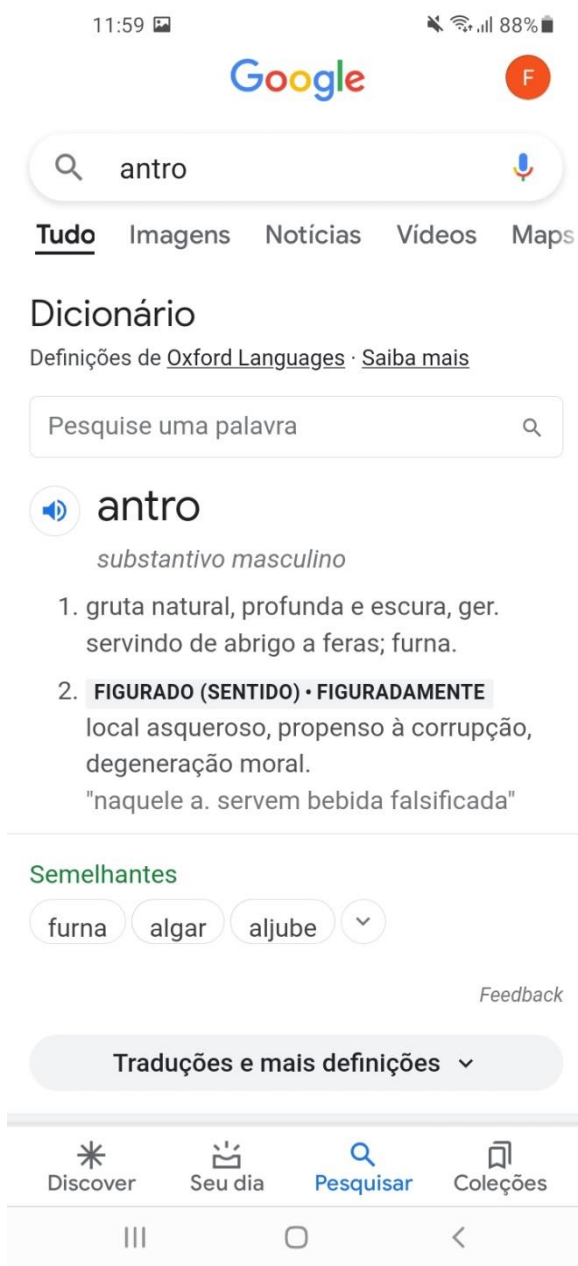 11:59
88%
Google
F
antro
Tudo Imagens Notícias Vídeos Maps
Dicionário
Definições de Oxford Languages · Saiba mais
Pesquise uma palavra
antro
substantivo masculino
1. gruta natural, profunda e escura, ger.
servindo de abrigo a feras; furna.
2. FIGURADO (SENTIDO) • FIGURADAMENTE
local asqueroso, propenso à corrupção,
degeneração moral.
"naquele a. servem bebida falsificada"
Semelhantes
furna algar aljube
Feedback
Traduções e mais definições
Discover Seu dia Pesquisar Coleções